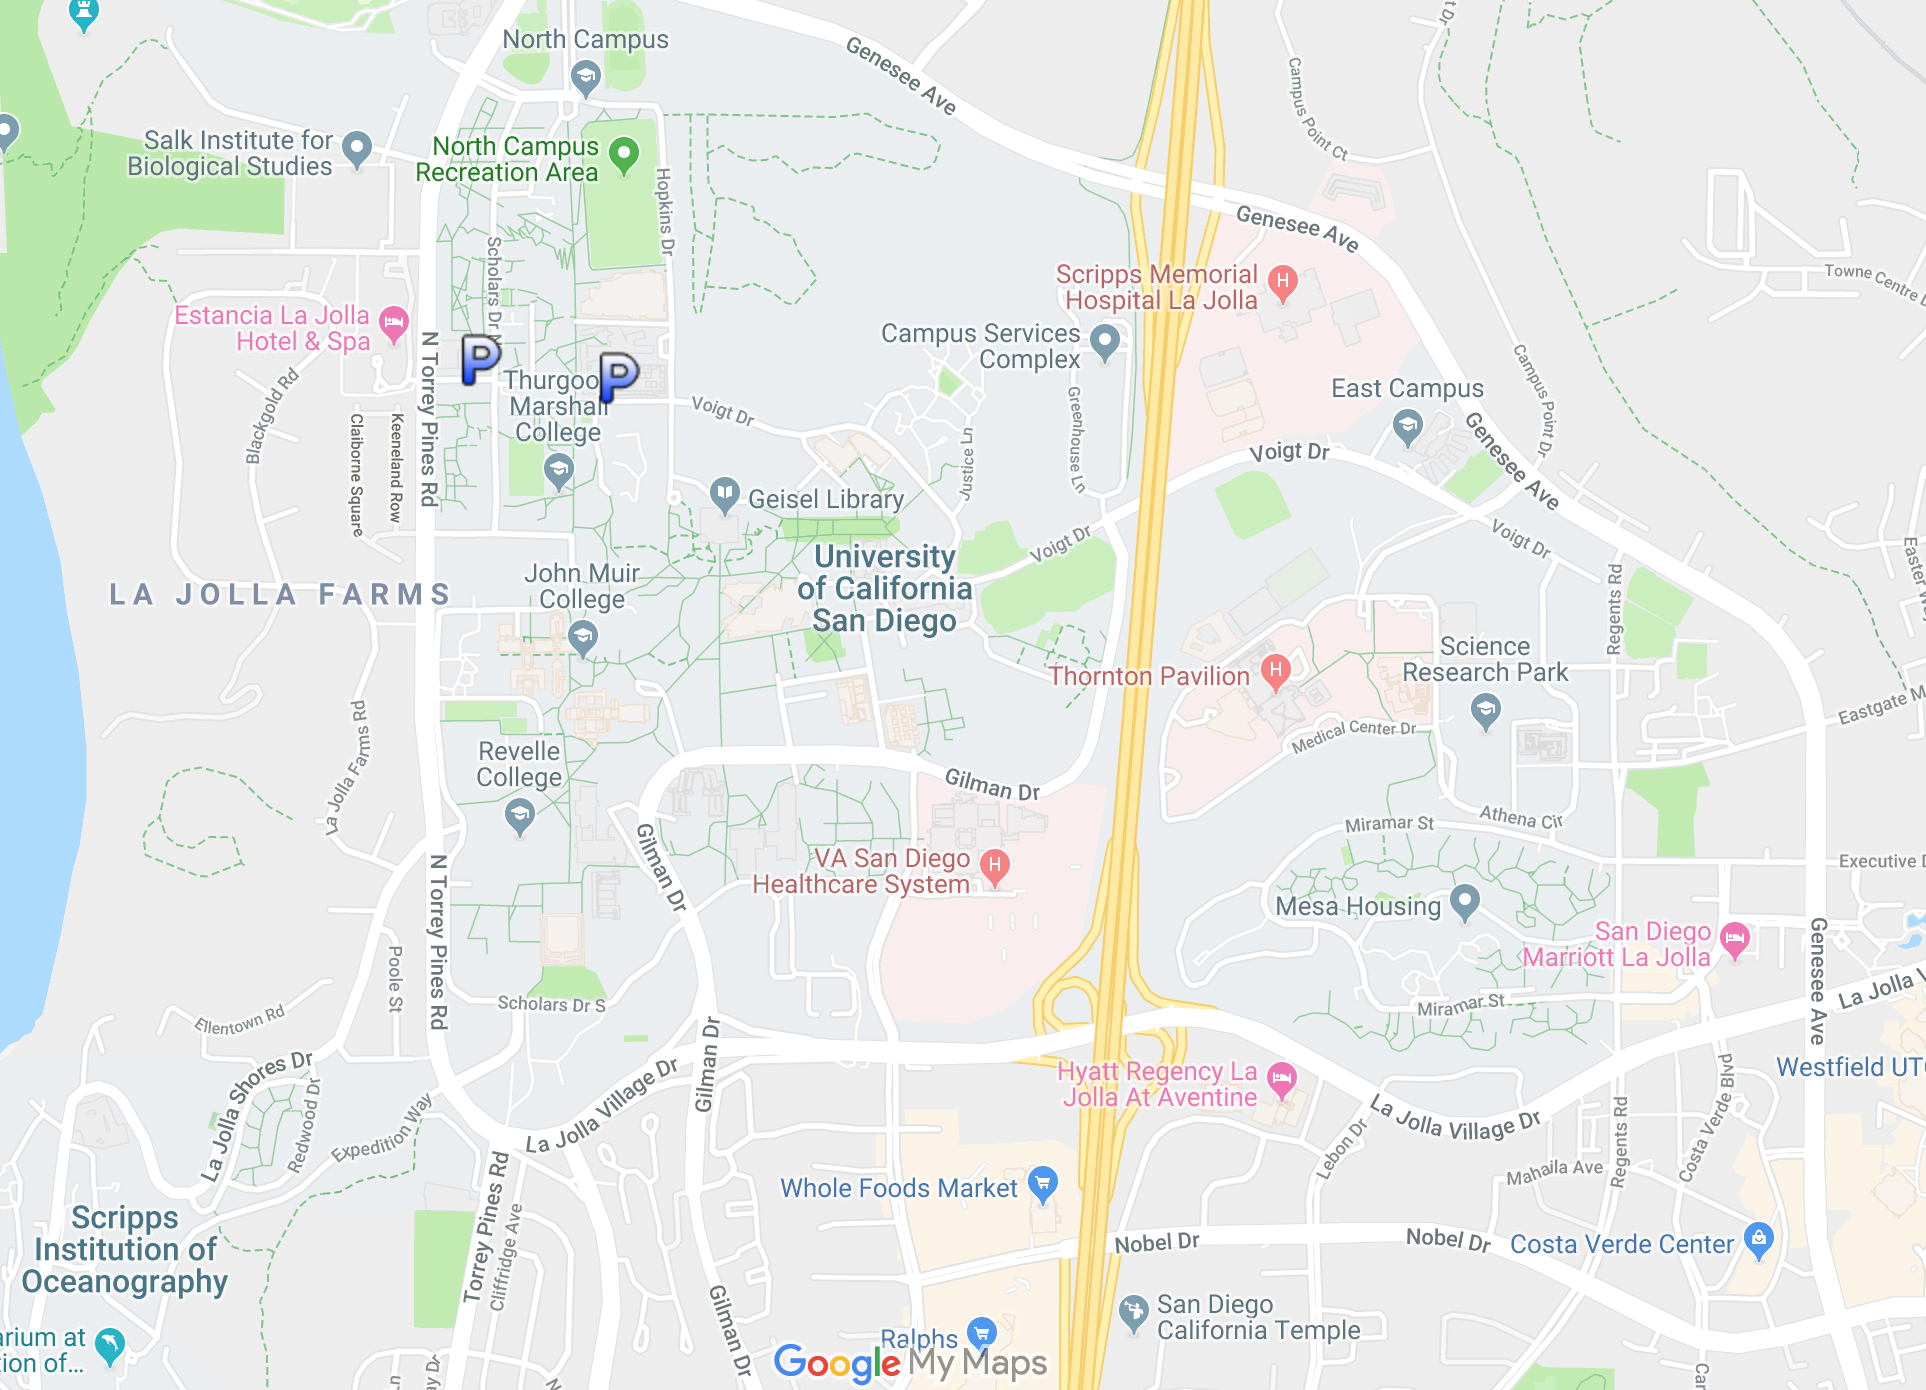 North Campus
Genesee Ave
Campus Point Ct
Salk Institute for
Biological Studies
North Campus
Recreation Area
Hopkins Dr
Genesee Ave
Scholars Dr N
Scripps Memorial
Hospital La Jolla
Towne Centre
Estancia La Jolla
Hotel & Spa
Campus Services
Complex
N Torrey Pines Rd
P
P
Thurgoo
Marshall
College
Blackgold Rd
Claiborne Square
Keeneland Row
Voigt Dr
Justice Ln
Greenhouse Ln
East Campus
Campus Point Dr
Genesee Ave
Voigt Dr
Geisel Library
Voigt Dr
Voigt Dr
University
of California
San Diego
John Muir
College
LA JOLLA FARMS
Regents Rd
Easter
Science
Research Park
Thornton Pavilion
Medical Center Dr
Eastgate M
La Jolla Farms Rd
Revelle
College
Gilman Dr
Athena Cir
Miramar St
Gilman Dr
VA San Diego
Healthcare System
Executive D
N Torrey Pines Rd
Mesa Housing
San Diego
Marriott La Jolla
Genesee Ave
Poole St
Scholars Dr S
Miramar St
La Jolla V
Ellentown Rd
La Jolla Shores Dr
Redwood Dr
Expedition Way
La Jolla Village Dr
Gilman Dr
Hyatt Regency La
Jolla At Aventine
La Jolla Village Dr
Westfield UT
Costa Verde Blvd
Regents Rd
Lebon Dr
Mahaila Ave
Whole Foods Market
Torrey Pines Rd
Cliffridge Ave
Scripps
Institution of
Oceanography
Nobel Dr
Nobel Dr
Costa Verde Center
Gilman Dr
San Diego
California Temple
arium at
ion of...
Ralphs
Google My Maps